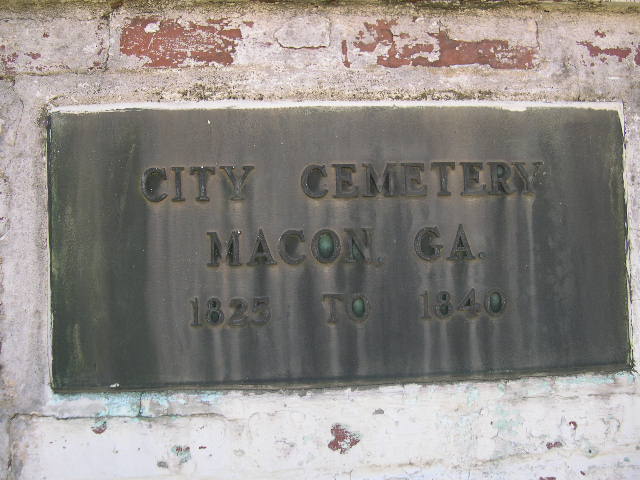 CITY CEMETERY
MACON. GA.
1825 TO 1840